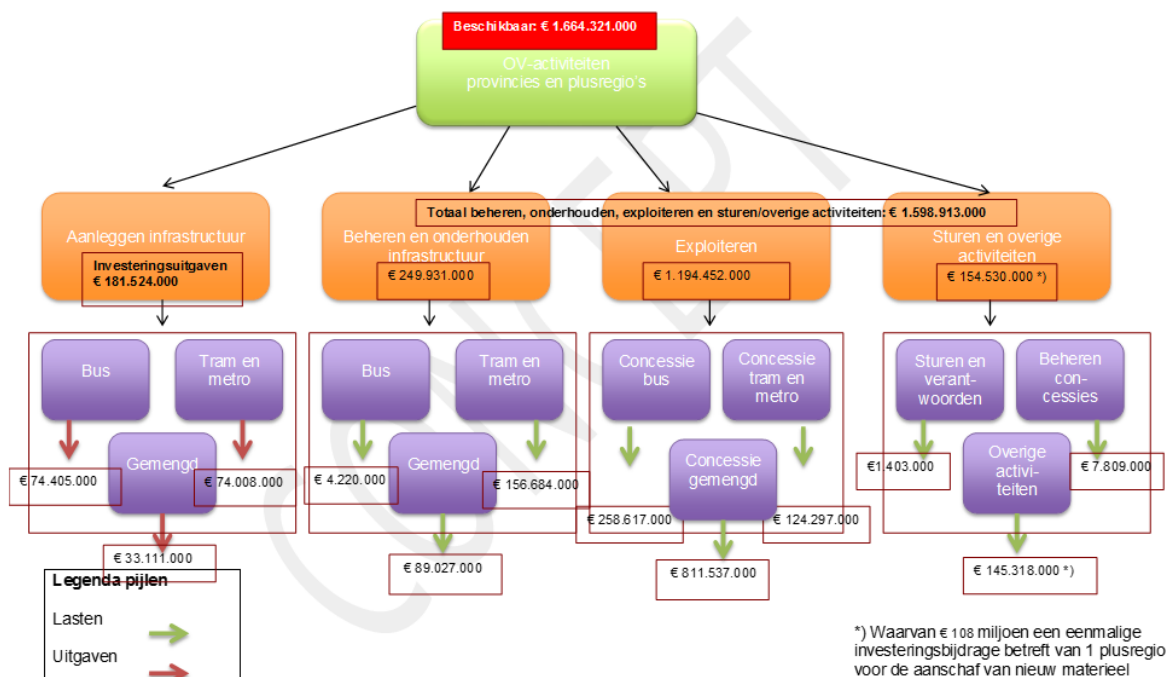 Beschikbaar: € 1.664.321.000
OV-activiteiten
provincies en plusregio's
Totaal beheren, onderhouden, exploiteren en sturen/overige activiteiten: € 1.598.913.000
Aanleggen infrastructuur
Investeringsuitgaven
€ 181.524.000
Beheren en onderhouden
infrastructuur
€ 249.931.000
Exploiteren
€ 1.194.452.000
Sturen en overige
activiteiten
€ 154.530.000 *)
Bus
Tram en
metro
Gemengd
€ 74.405.000
€ 74.008.000
€ 33.111.000
Bus
Tram en
metro
Gemengd
€ 4.220.000
€ 156.684.000
€ 89.027.000
Concessie
bus
Concessie
tram en
metro
Concessie
gemengd
€ 258.617.000
€ 124.297.000
€ 811.537.000
Sturen en
verant-
woorden
Beheren
con-
cessies
Overige
activi-
teiten
€1.403.000
€ 7.809.000
€ 145.318.000 *)
Legenda pijlen
Lasten
Uitgaven
*) Waarvan € 108 miljoen een eenmalige
investeringsbijdrage betreft van 1 plusregio
voor de aanschaf van nieuw materieel
CONCEPT